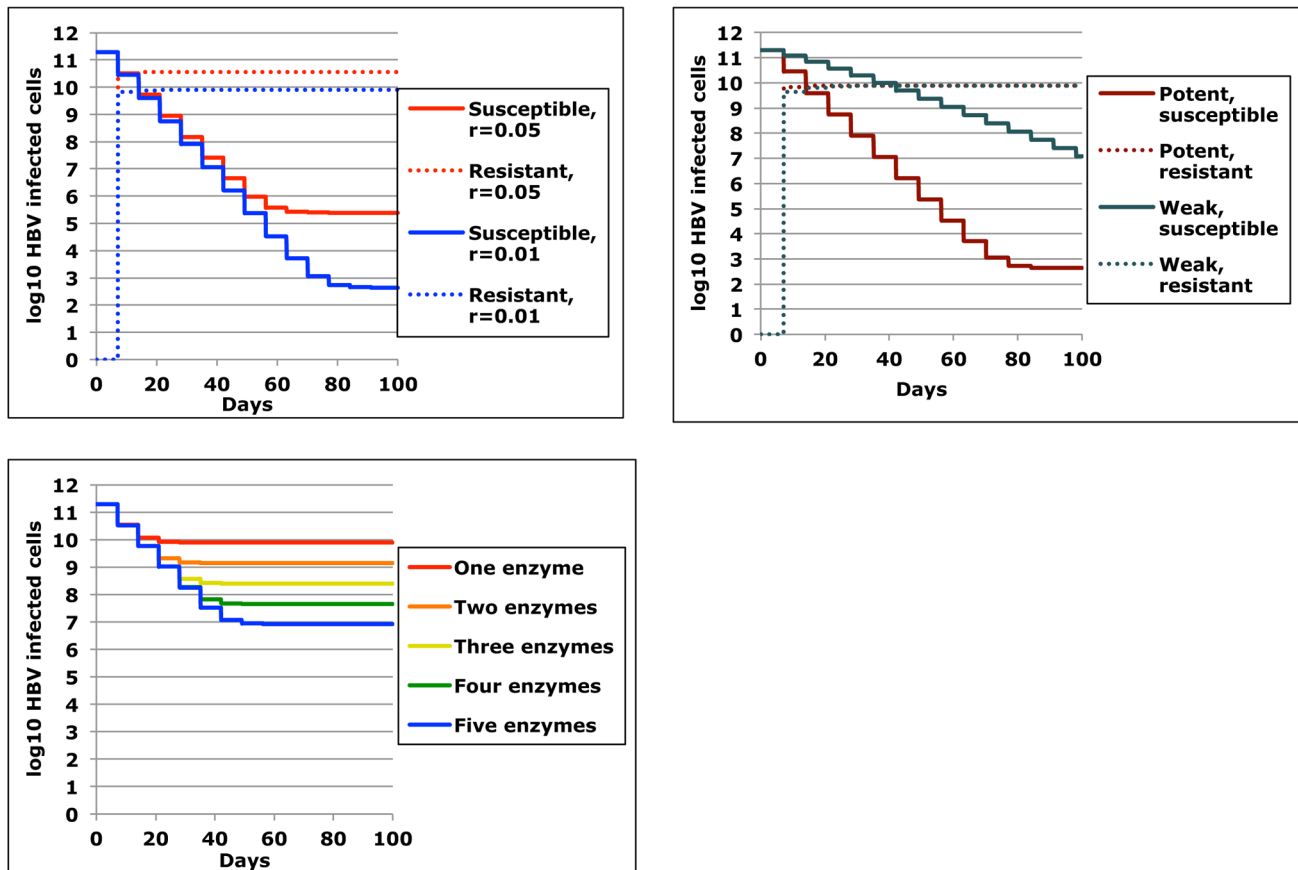 log10 HBV infected cells
12
11
10
9
8
7
6
5
4
3
2
1
0
0 20 40 60 80 100
Days
Susceptible,
r=0.05
Resistant,
r=0.05
Susceptible,
r=0.01
Resistant,
r=0.01
log10 HBV infected cells
12
11
10
9
8
7
6
5
4
3
2
1
0
0 20 40 60 80 100
Days
Potent,
susceptible
Potent,
resistant
Weak,
susceptible
Weak,
resistant
log10 HBV infected cells
12
11
10
9
8
7
6
5
4
3
2
1
0
0 20 40 60 80 100
Days
One enzyme
Two enzymes
Three enzymes
Four enzymes
Five enzymes